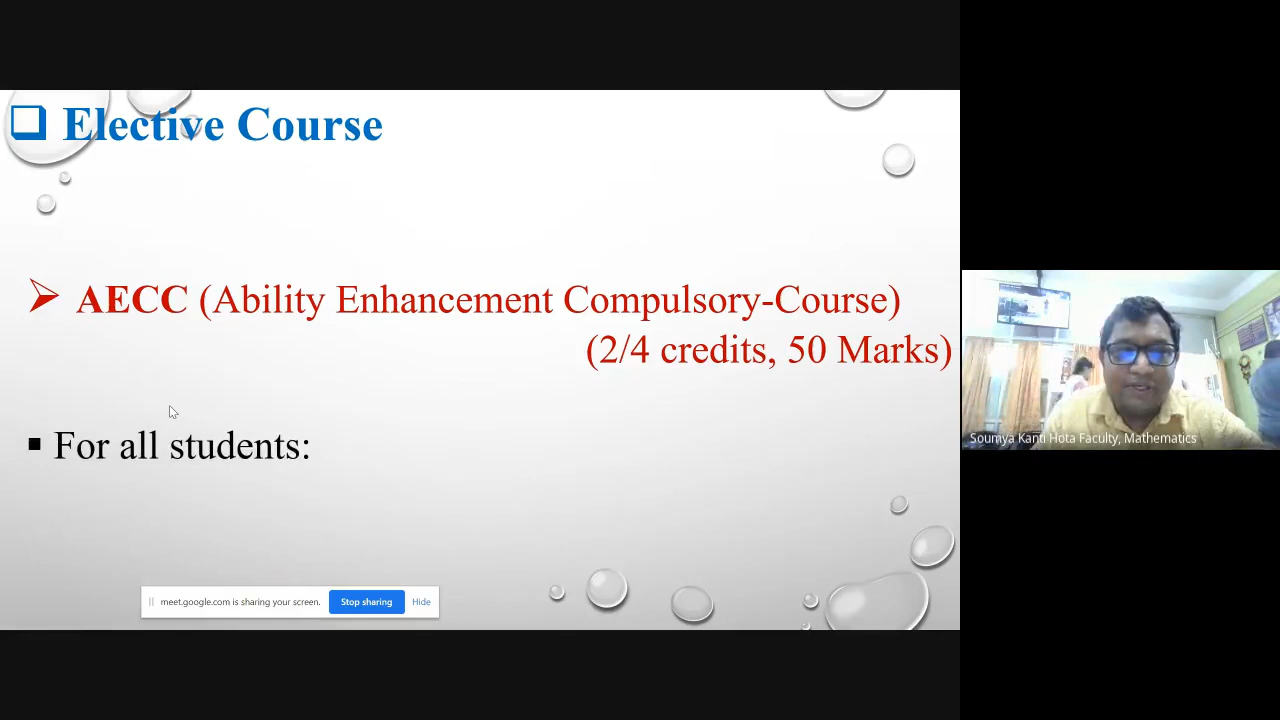 Elective Course
AECC (Ability Enhancement Compulsory-Course)
(2/4 credits, 50 Marks)
For all students:
meet.google.com is sharing your screen. Stop sharing Hide
Soumya Kanti Hota Faculty, Mathematics